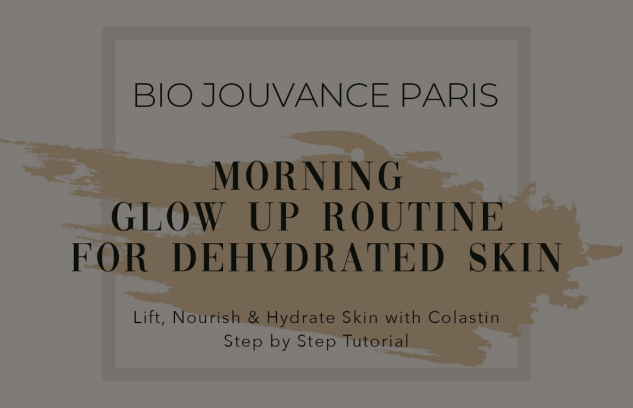 BIO JOUVANCE PARIS
MORNING
GLOW UP ROUTINE
FOR DEHYDRATED SKIN
Lift, Nourish & Hydrate Skin with Colastin
Step by Step Tutorial